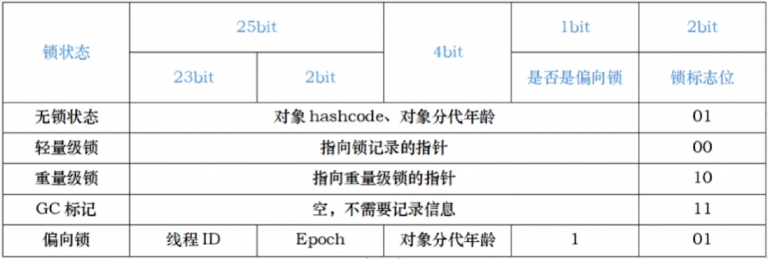 锁状态 25bit 4bit 1bit 2bit
23bit 2bit 是否是偏向锁 锁标志位
无锁状态 对象 hashcode、对象分代年龄 01
轻量级锁 指向锁记录的指针 00
重量级锁 指向重量级锁的指针 10
GC 标记 空，不需要记录信息 11
偏向锁 线程 ID Epoch 对象分代年龄 1 01